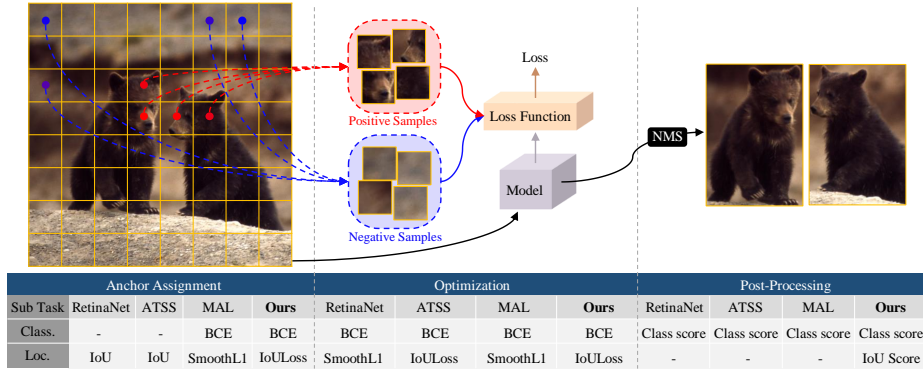 Loss
Positive Samples
Loss Function
NMS
Model
Negative Samples
Anchor Assignment Optimization Post-Processing
Sub Task RetinaNet ATSS MAL Ours RetinaNet ATSS MAL Ours RetinaNet ATSS MAL Ours
Class. - - BCE BCE BCE BCE BCE BCE Class score Class score Class score Class score
Loc. IoU IoU SmoothL1 IoULoss SmoothL1 IoULoss SmoothL1 IoULoss - - - IoU Score